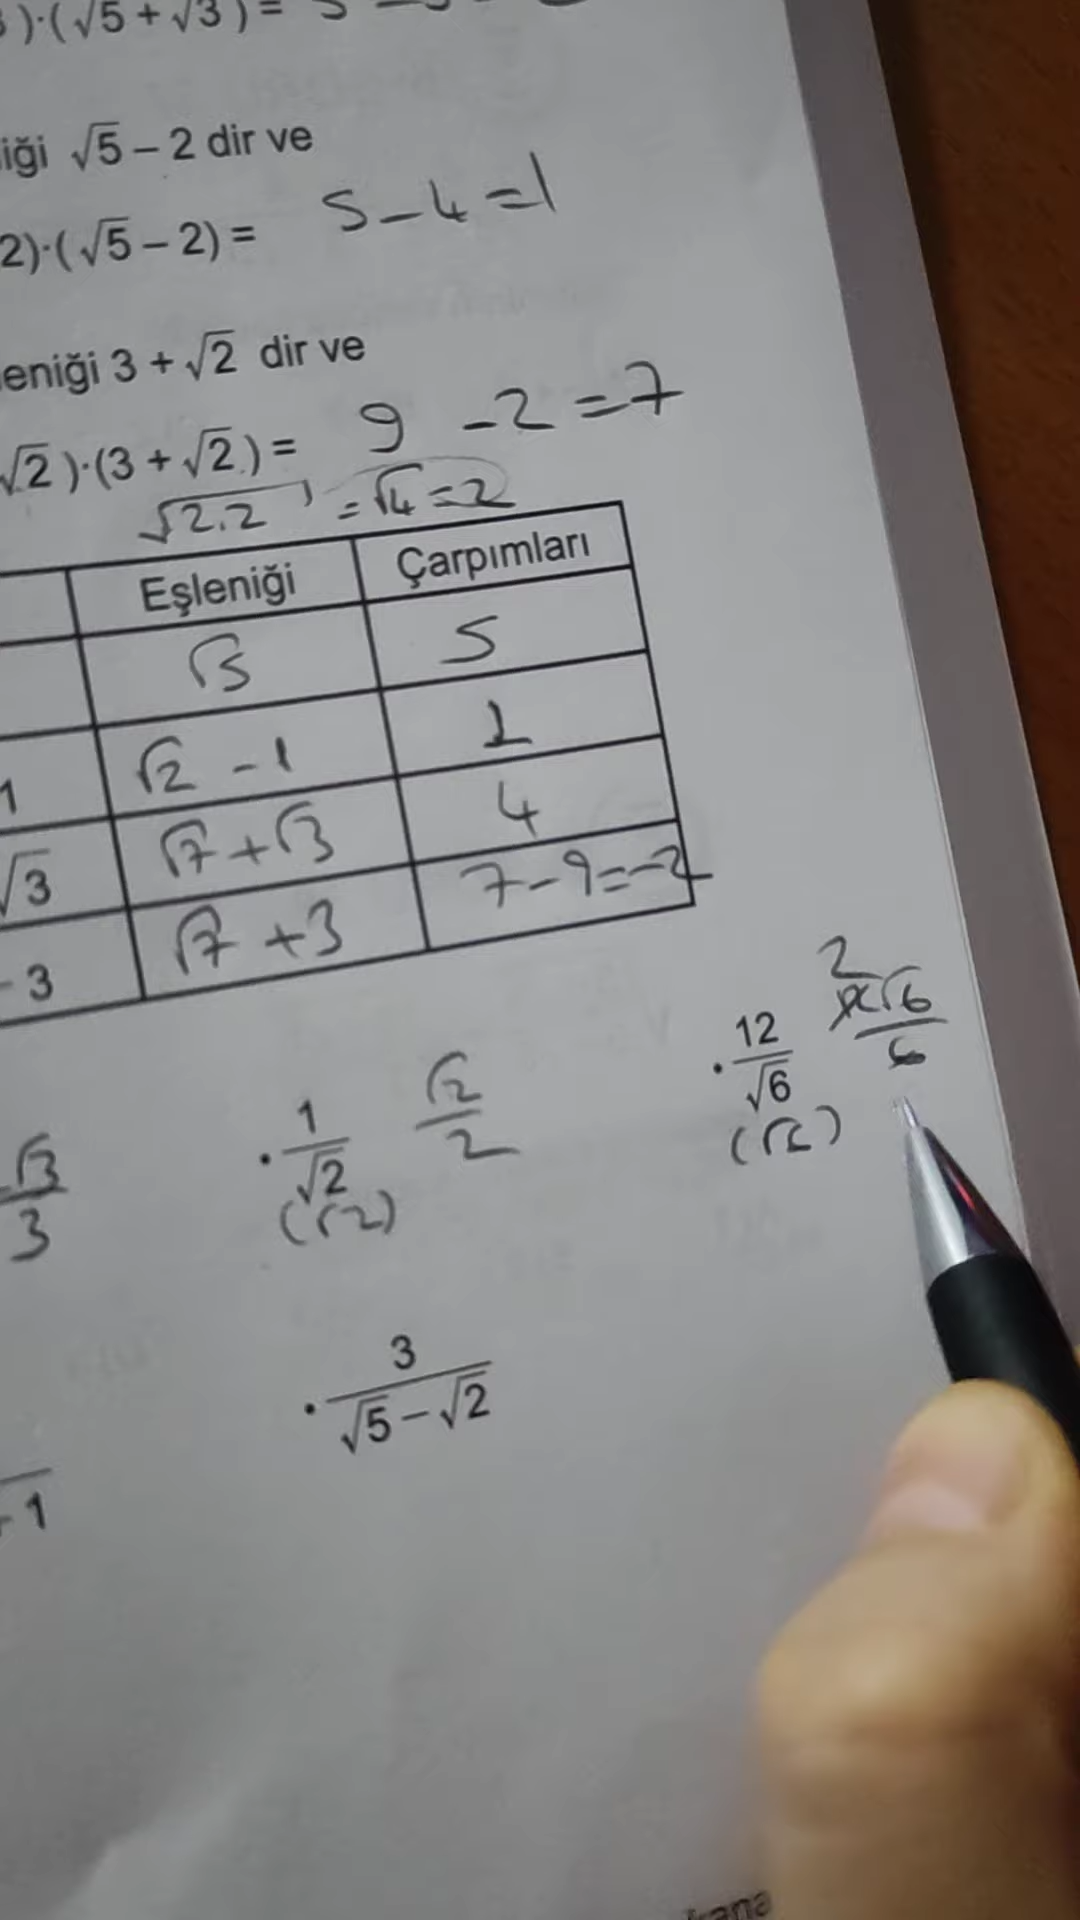 )·(√5 + √3) =
iği √5 – 2 dir ve
2)·(√5 – 2) = 5 – 4 = 1
eniği 3 + √2 dir ve
√2)·(3 + √2) = 9 – 2 = 7
√2.2 = √4 = 2
Eşleniği Çarpımları
√5 5
1 √2 – 1 1
√3 √7 + √3 4
– 3 √7 + 3 7 – 9 = –2
2
· 12/√6 √6/6
√3/3 · 1/√2 √2/2
(√2)
· 3/(√5 – √2)
1